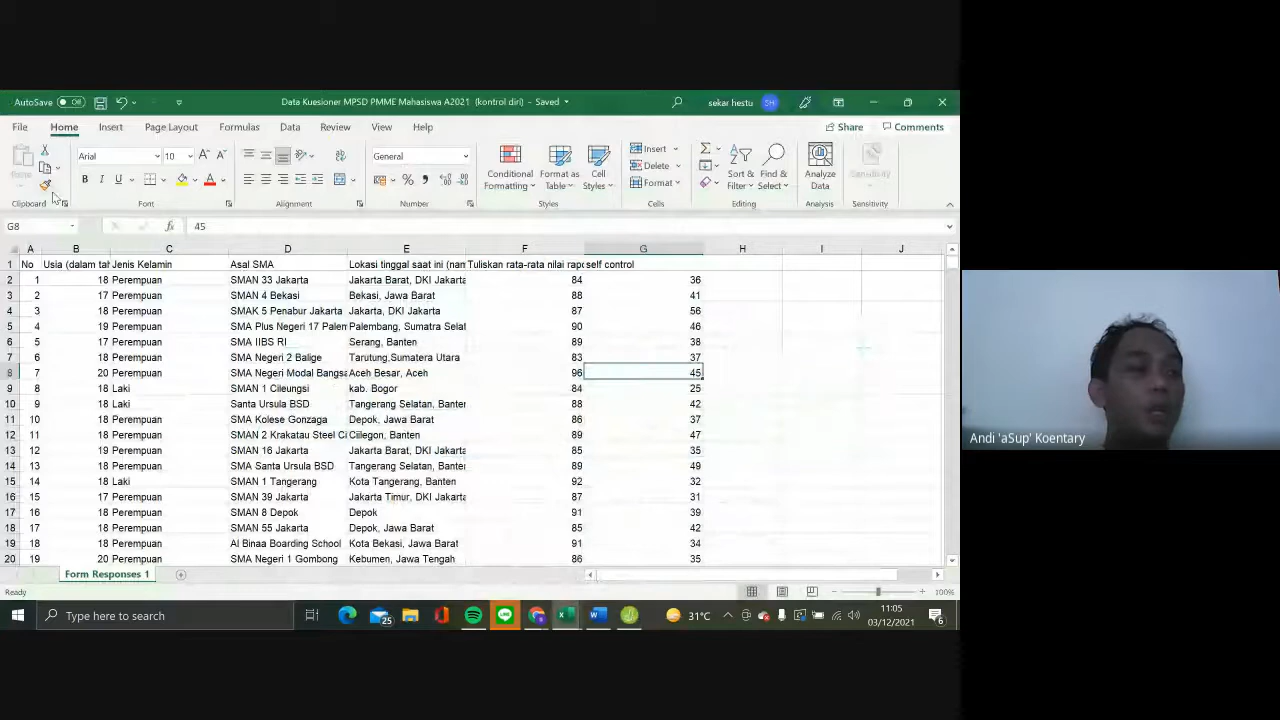 AutoSave Off Data Kuesioner MPSD PMME Mahasiswa A2021 (kontrol diri) - Saved sekar hestu SH
File Home Insert Page Layout Formulas Data Review View Help Share Comments
Paste Arial 10 General Conditional Formatting Format as Table Cell Styles Insert Delete Format Sort & Filter Find & Select Analyze Data Sensitivity
Clipboard Font Alignment Number Styles Cells Editing Analysis Sensitivity
G8 fx 45
A B C D E F G H I J
1 No Usia (dalam tah Jenis Kelamin Asal SMA Lokasi tinggal saat ini (nam Tuliskan rata-rata nilai rapo self control
2 1 18 Perempuan SMAN 33 Jakarta Jakarta Barat, DKI Jakarta 84 36
3 2 17 Perempuan SMAN 4 Bekasi Bekasi, Jawa Barat 88 41
4 3 18 Perempuan SMAK 5 Penabur Jakarta Jakarta, DKI Jakarta 87 56
5 4 19 Perempuan SMA Plus Negeri 17 Palem Palembang, Sumatra Selat 90 46
6 5 17 Perempuan SMA IIBS RI Serang, Banten 89 38
7 6 18 Perempuan SMA Negeri 2 Balige Tarutung,Sumatera Utara 83 37
8 7 20 Perempuan SMA Negeri Modal Bangsa Aceh Besar, Aceh 96 45
9 8 18 Laki SMAN 1 Cileungsi kab. Bogor 84 25
10 9 18 Laki Santa Ursula BSD Tangerang Selatan, Banten 88 42
11 10 18 Perempuan SMA Kolese Gonzaga Depok, Jawa Barat 86 37
12 11 18 Perempuan SMAN 2 Krakatau Steel Ci Cilegon, Banten 89 47
13 12 19 Perempuan SMAN 16 Jakarta Jakarta Barat, DKI Jakarta 85 35
14 13 18 Perempuan SMA Santa Ursula BSD Tangerang Selatan, Banten 89 49
15 14 18 Laki SMAN 1 Tangerang Kota Tangerang, Banten 92 32
16 15 17 Perempuan SMAN 39 Jakarta Jakarta Timur, DKI Jakarta 87 31
17 16 18 Perempuan SMAN 8 Depok Depok 91 39
18 17 18 Perempuan SMAN 55 Jakarta Depok, Jawa Barat 85 42
19 18 18 Perempuan Al Binaa Boarding School Kota Bekasi, Jawa Barat 91 34
20 19 20 Perempuan SMA Negeri 1 Gombong Kebumen, Jawa Tengah 86 35
Form Responses 1
Ready 100%
Type here to search 25 31°C 11:05 03/12/2021 6
Andi 'aSup' Koentary